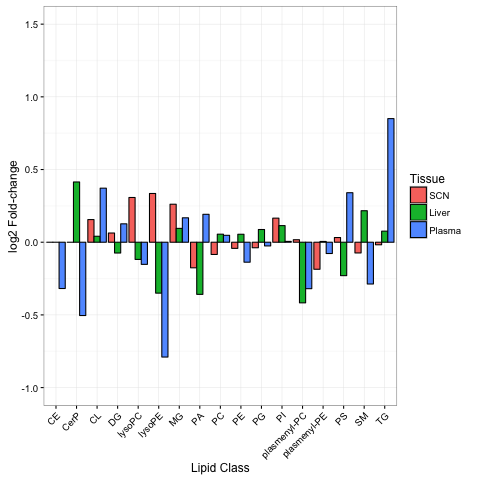 1.5
1.0
0.5
0.0
-0.5
-1.0
log2 Fold-change
CE
CerP
CL
DG
lysoPC
lysoPE
MG
PA
PC
PE
PG
PI
plasmenyl-PC
plasmenyl-PE
PS
SM
TG
Lipid Class
Tissue
SCN
Liver
Plasma